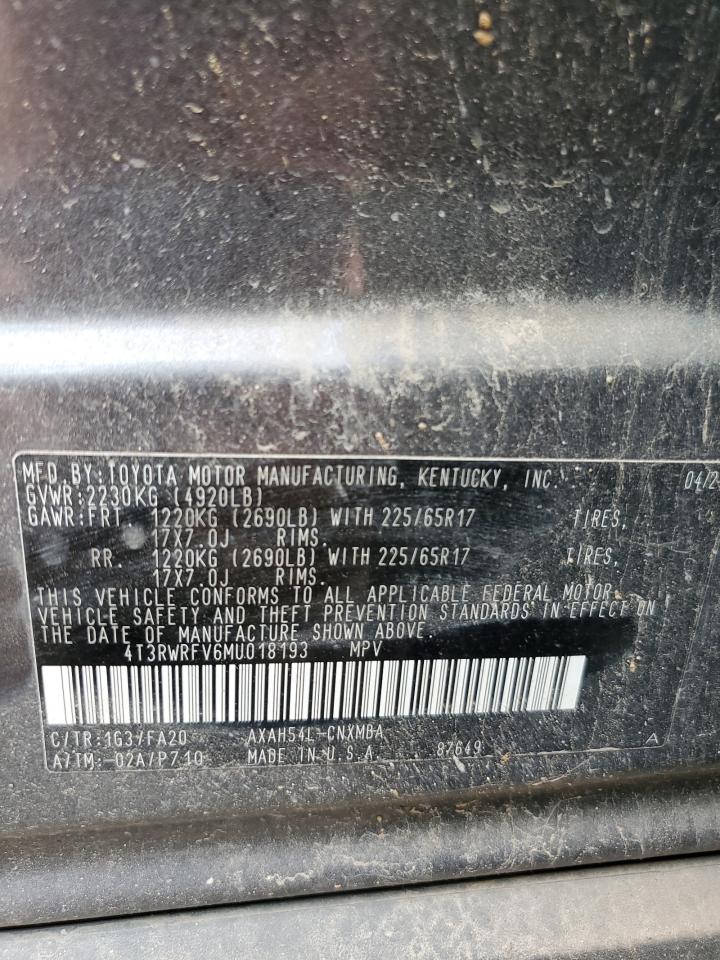 MFD.BY:TOYOTA MOTOR MANUFACTURING, KENTUCKY, INC. 04/2
GVWR:2230KG (4920LB)
GAWR:FRT. 1220KG (2690LB) WITH 225/65R17 TIRES,
17X7.0J RIMS.
RR. 1220KG (2690LB) WITH 225/65R17 TIRES,
17X7.0J RIMS.
THIS VEHICLE CONFORMS TO ALL APPLICABLE FEDERAL MOTOR
VEHICLE SAFETY AND THEFT PREVENTION STANDARDS IN EFFECT ON
THE DATE OF MANUFACTURE SHOWN ABOVE.
4T3RWRFV6MU018193 MPV
C/TR:1G3/FA20 AXAH54L-CNXMBA
A/TM:-02A/P710 MADE IN U.S.A. 87649 A